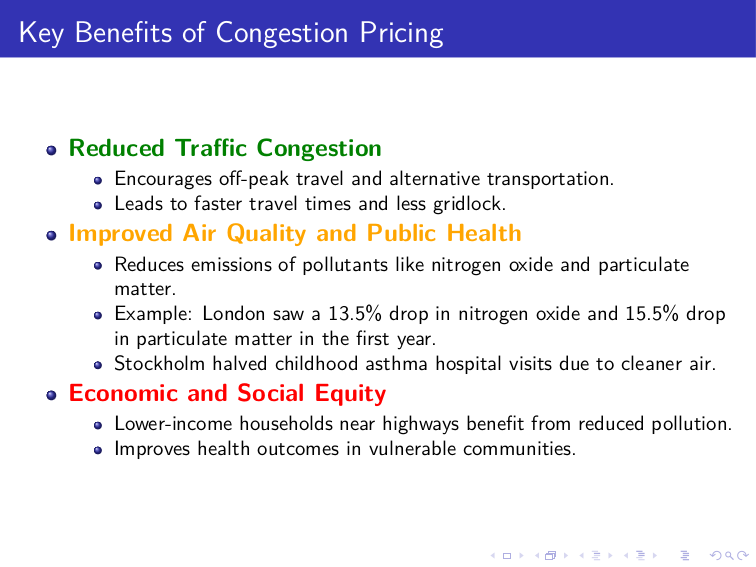 Key Benefits of Congestion Pricing
Reduced Traffic Congestion
Encourages off-peak travel and alternative transportation.
Leads to faster travel times and less gridlock.
Improved Air Quality and Public Health
Reduces emissions of pollutants like nitrogen oxide and particulate
matter.
Example: London saw a 13.5% drop in nitrogen oxide and 15.5% drop
in particulate matter in the first year.
Stockholm halved childhood asthma hospital visits due to cleaner air.
Economic and Social Equity
Lower-income households near highways benefit from reduced pollution.
Improves health outcomes in vulnerable communities.